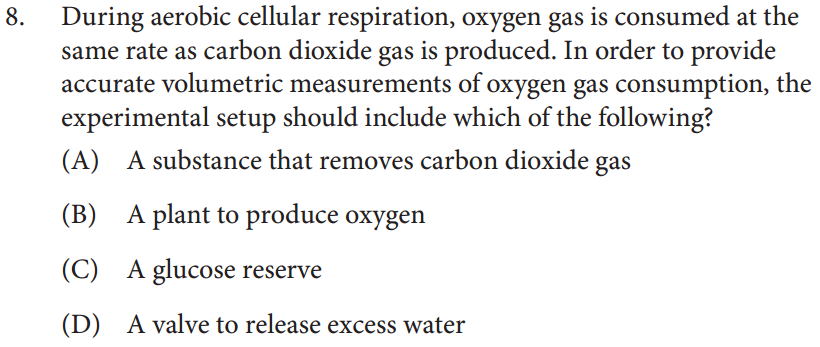 8. During aerobic cellular respiration, oxygen gas is consumed at the
same rate as carbon dioxide gas is produced. In order to provide
accurate volumetric measurements of oxygen gas consumption, the
experimental setup should include which of the following?
(A) A substance that removes carbon dioxide gas
(B) A plant to produce oxygen
(C) A glucose reserve
(D) A valve to release excess water